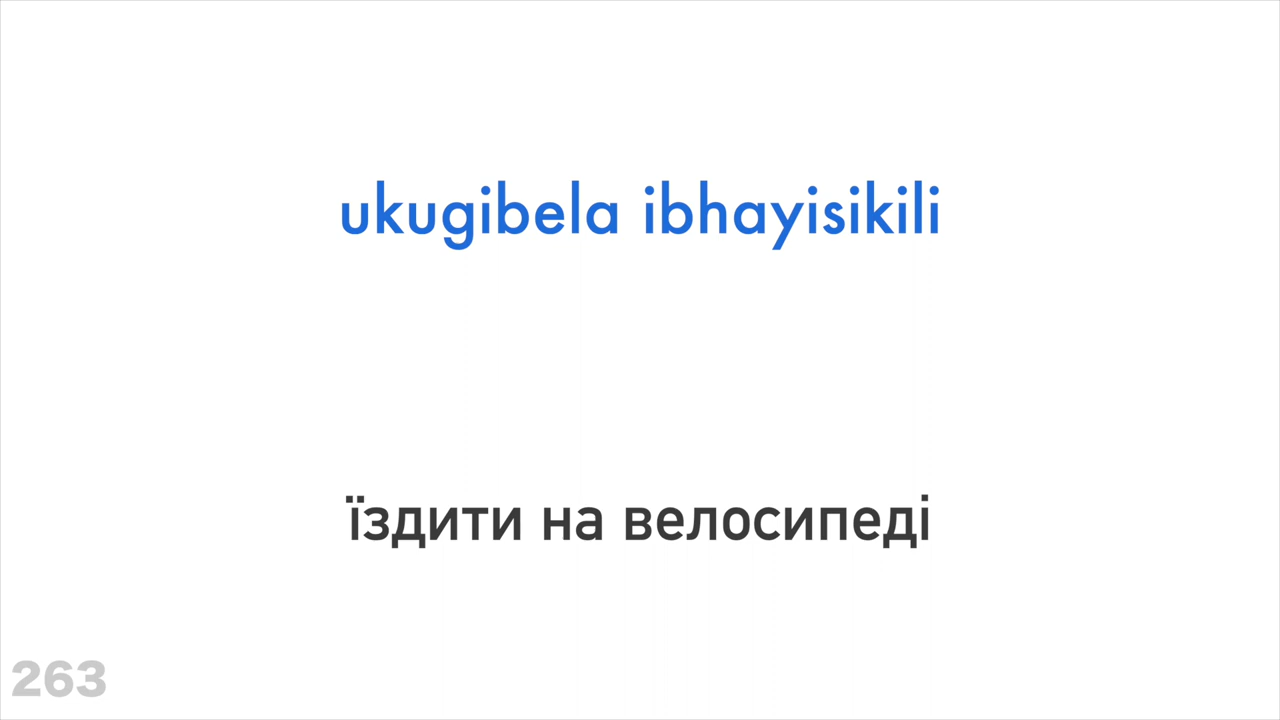 ukugibela ibhayisikili
їздити на велосипеді
263